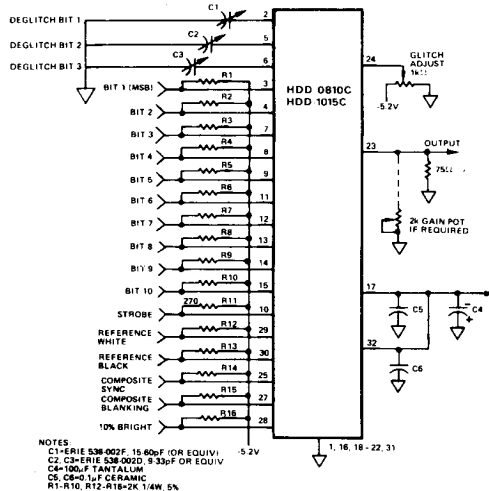 C1
DEGLITCH BIT 1
2
C2
DEGLITCH BIT 2
5
C3
DEGLITCH BIT 3
6
R1
BIT 1 (MSB)
3
R2
BIT 2
4
R3
BIT 3
7
R4
BIT 4
8
R5
BIT 5
9
R6
BIT 6
11
R7
BIT 7
12
R8
BIT 8
13
R9
BIT 9
14
R10
BIT 10
15
270
R11
STROBE
10
R12
REFERENCE
WHITE
29
R13
REFERENCE
BLACK
30
R14
COMPOSITE
SYNC
25
R15
COMPOSITE
BLANKING
27
R16
10% BRIGHT
28
-5.2V
HDD 0810C
HDD 1015C
24
GLITCH
ADJUST
1kΩ
-5.2V
23
OUTPUT
75Ω
2k GAIN POT
IF REQUIRED
17
C5
-
+
C4
32
C6
1, 16, 18 - 22, 31
NOTES:
C1=ERIE 538-002F, 15-60pF (OR EQUIV)
C2, C3=ERIE 538-002D, 9-33pF OR EQUIV
C4=100µF TANTALUM
C5, C6=0.1µF CERAMIC
R1-R10, R12-R16=2K 1/4W, 5%